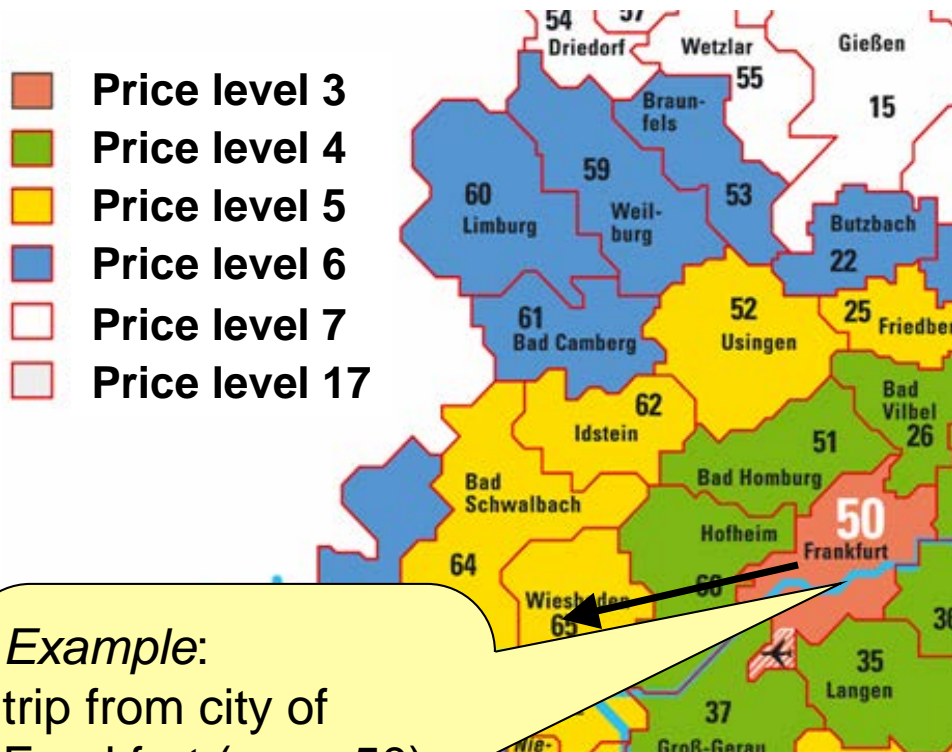 Price level 3
Price level 4
Price level 5
Price level 6
Price level 7
Price level 17
54
Driedorf
Wetzlar
55
Gießen
15
Braun-
fels
53
59
Weil-
burg
60
Limburg
Butzbach
22
61
Bad Camberg
52
Usingen
25
62
Idstein
Bad
Vilbel
26
51
Bad Homburg
Bad
Schwalbach
64
Hofheim
50
Frankfurt
Wiesbaden
65
35
Langen
37
Example:
trip from city of